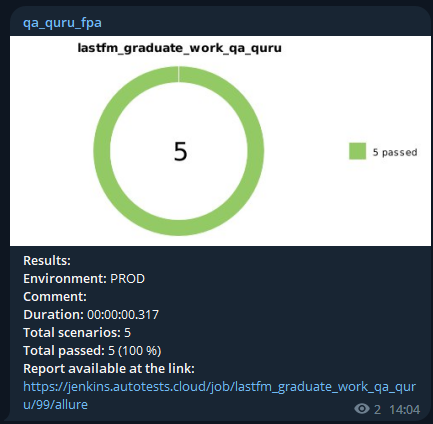 qa_quru_fpa
lastfm_graduate_work_qa_quru
5
5 passed
Results:
Environment: PROD
Comment:
Duration: 00:00:00.317
Total scenarios: 5
Total passed: 5 (100 %)
Report available at the link:
https://jenkins.autotests.cloud/job/lastfm_graduate_work_qa_qur
u/99/allure
2 14:04